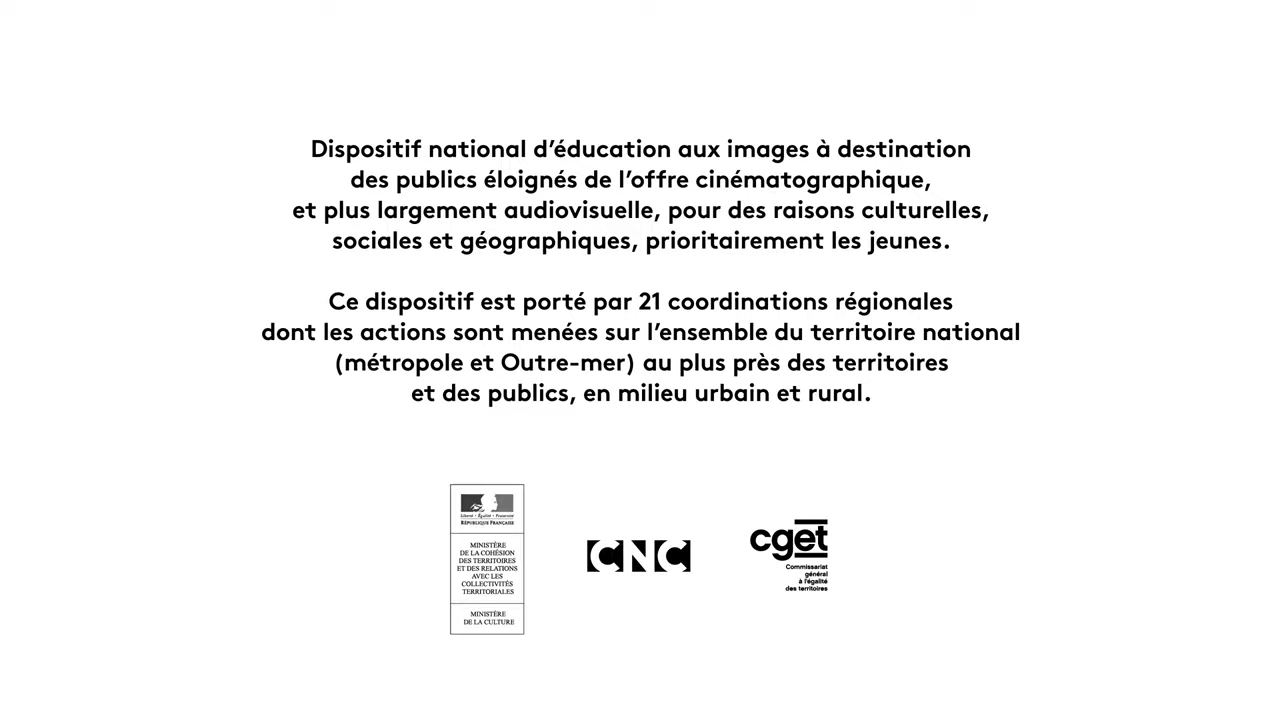 Dispositif national d’éducation aux images à destination
des publics éloignés de l’offre cinématographique,
et plus largement audiovisuelle, pour des raisons culturelles,
sociales et géographiques, prioritairement les jeunes.
Ce dispositif est porté par 21 coordinations régionales
dont les actions sont menées sur l’ensemble du territoire national
(métropole et Outre-mer) au plus près des territoires
et des publics, en milieu urbain et rural.
Liberté • Égalité • Fraternité
RÉPUBLIQUE FRANÇAISE
MINISTÈRE
DE LA COHÉSION
DES TERRITOIRES
ET DES RELATIONS
AVEC LES
COLLECTIVITÉS
TERRITORIALES
MINISTÈRE
DE LA CULTURE
CNC
cget
Commissariat
général
à l'égalité
des territoires